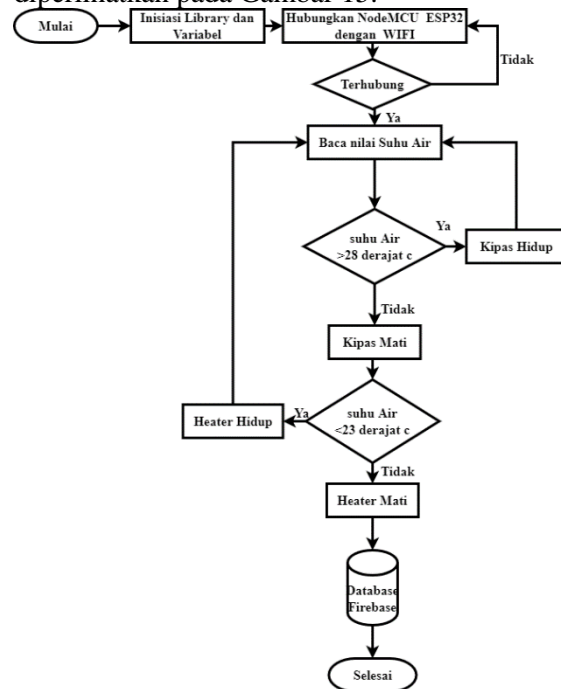 diperlihatkan pada Gambar 13.
Mulai
Inisiasi Library dan
Variabel
Hubungkan NodeMCU ESP32
dengan WIFI
Tidak
Terhubung
Ya
Baca nilai Suhu Air
suhu Air
>28 derajat c
Ya
Kipas Hidup
Tidak
Kipas Mati
suhu Air
<23 derajat c
Ya
Heater Hidup
Tidak
Heater Mati
Database
Firebase
Selesai